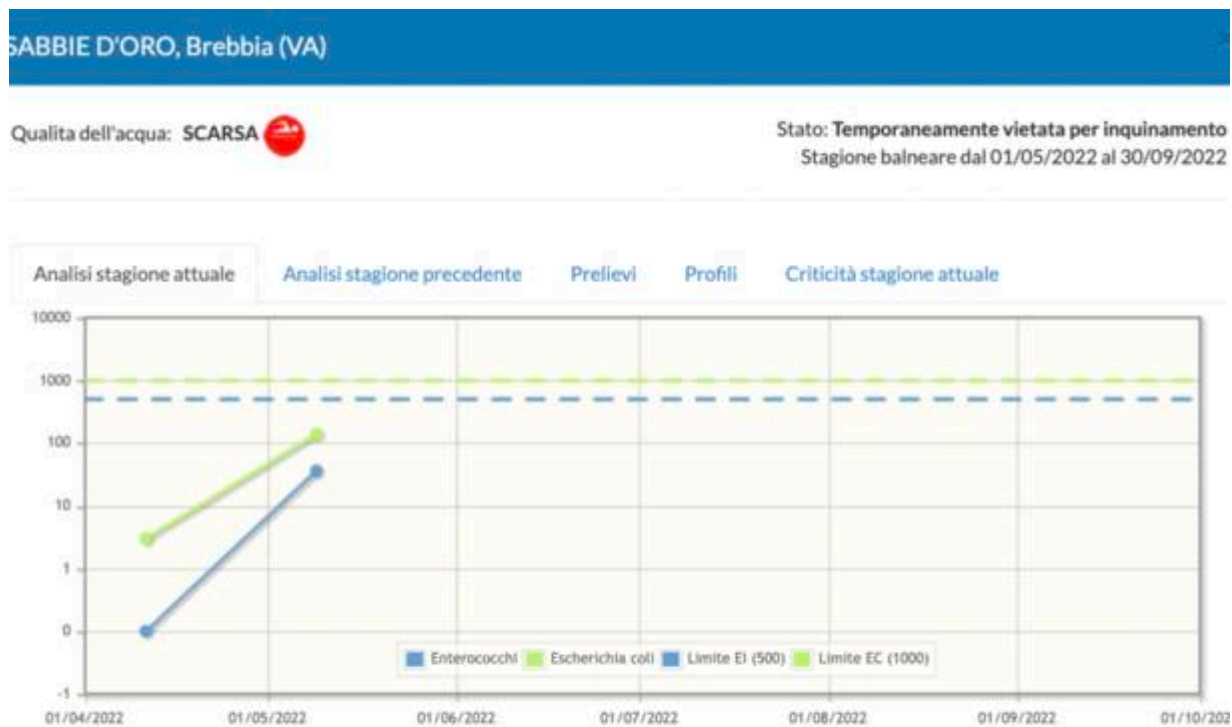 SABBIE D'ORO, Brebbia (VA)
Qualita dell'acqua: SCARSA
Stato: Temporaneamente vietata per inquinamento
Stagione balneare dal 01/05/2022 al 30/09/2022
Analisi stagione attuale Analisi stagione precedente Prelievi Profili Criticità stagione attuale
10000
1000
100
10
1
0
-1
Enterococchi Escherichia coli Limite EI (500) Limite EC (1000)
01/04/2022 01/05/2022 01/06/2022 01/07/2022 01/08/2022 01/09/2022